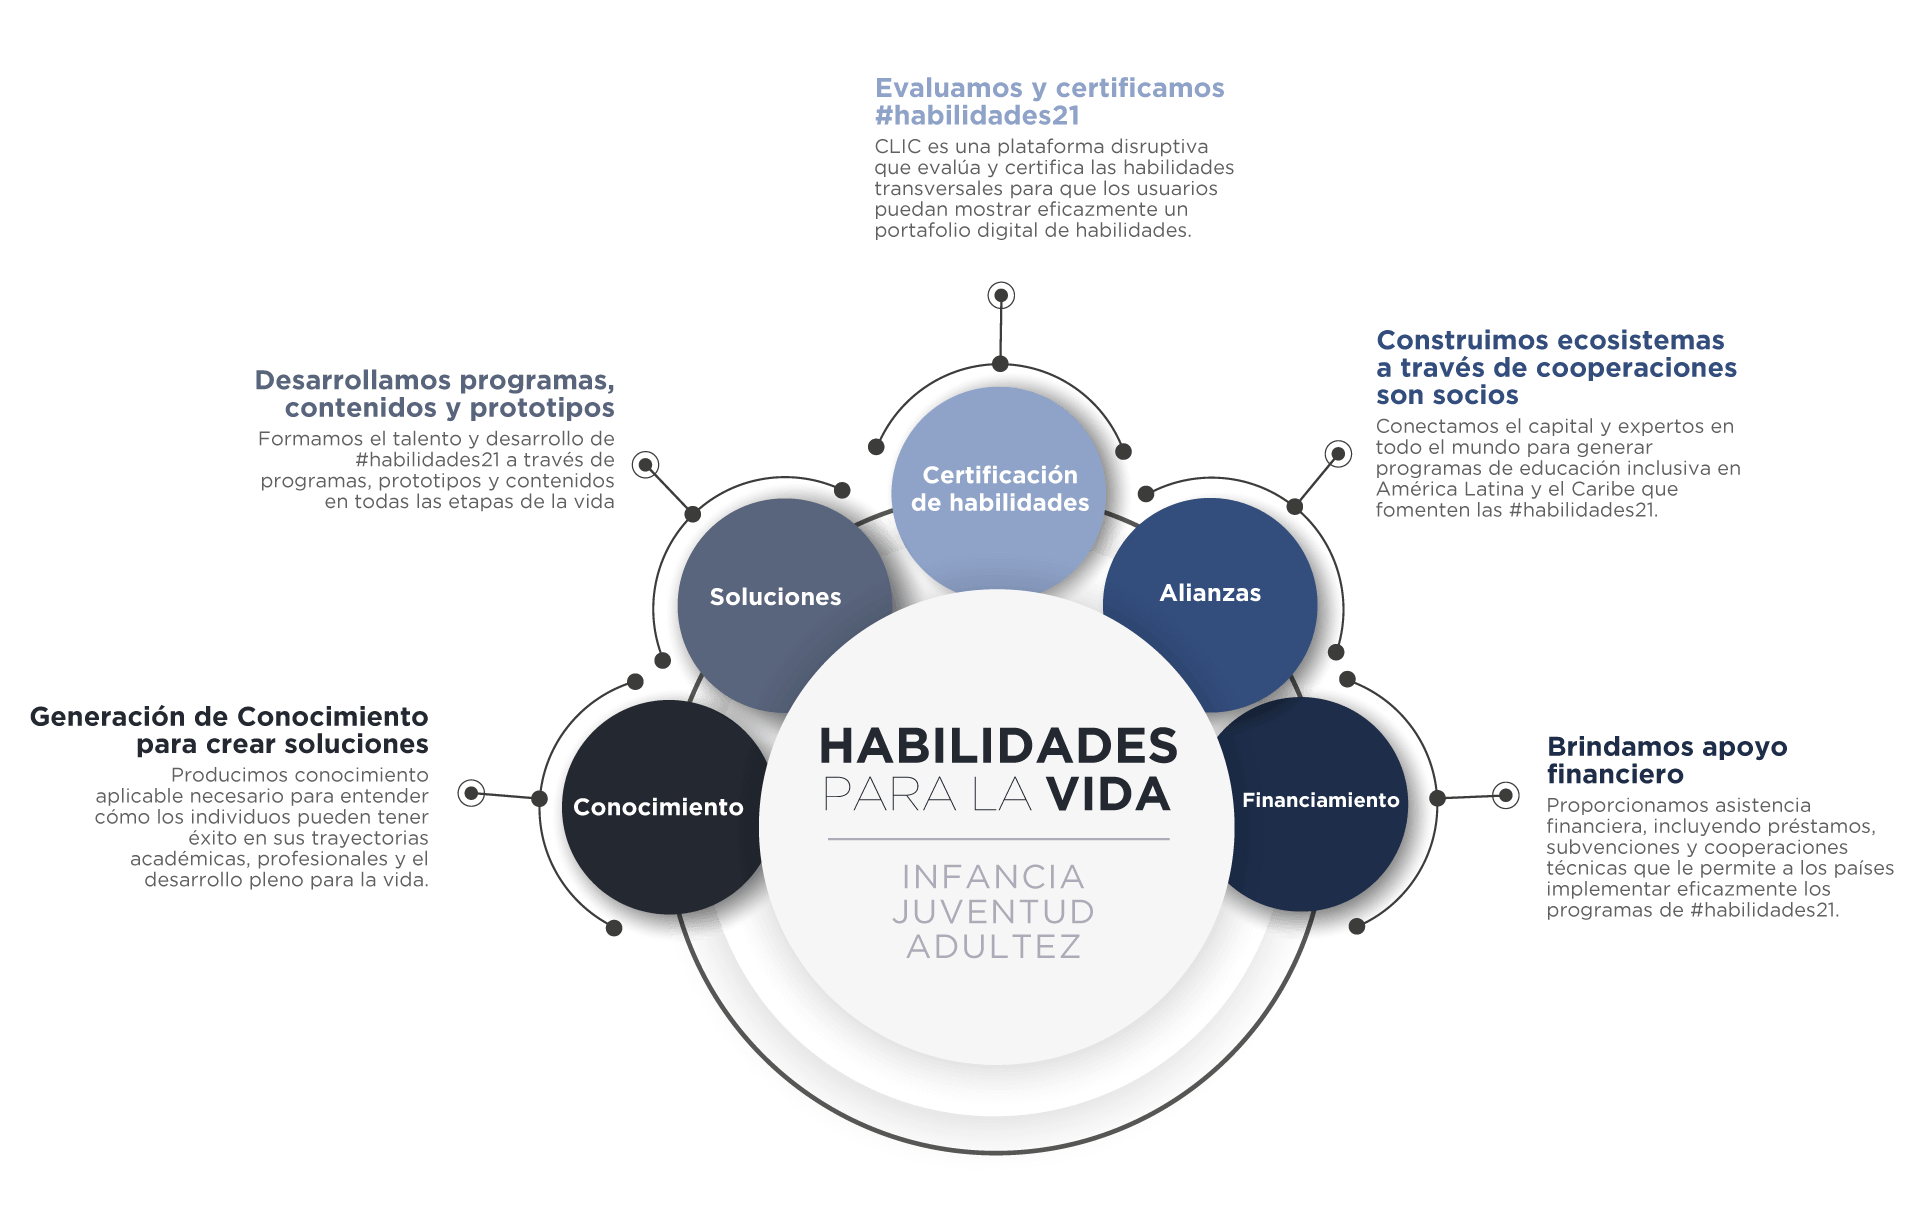 Evaluamos y certificamos
#habilidades21
CLIC es una plataforma disruptiva
que evalúa y certifica las habilidades
transversales para que los usuarios
puedan mostrar eficazmente un
portafolio digital de habilidades.
Desarrollamos programas,
contenidos y prototipos
Formamos el talento y desarrollo de
#habilidades21 a través de
programas, prototipos y contenidos
en todas las etapas de la vida
Construimos ecosistemas
a través de cooperaciones
son socios
Conectamos el capital y expertos en
todo el mundo para generar
programas de educación inclusiva en
América Latina y el Caribe que
fomenten las #habilidades21.
Certificación
de habilidades
Soluciones
Alianzas
Generación de Conocimiento
para crear soluciones
Producimos conocimiento
aplicable necesario para entender
cómo los individuos pueden tener
éxito en sus trayectorias
académicas, profesionales y el
desarrollo pleno para la vida.
Conocimiento
HABILIDADES
PARA LA VIDA
INFANCIA
JUVENTUD
ADULTEZ
Financiamiento
Brindamos apoyo
financiero
Proporcionamos asistencia
financiera, incluyendo préstamos,
subvenciones y cooperaciones
técnicas que le permite a los países
implementar eficazmente los
programas de #habilidades21.